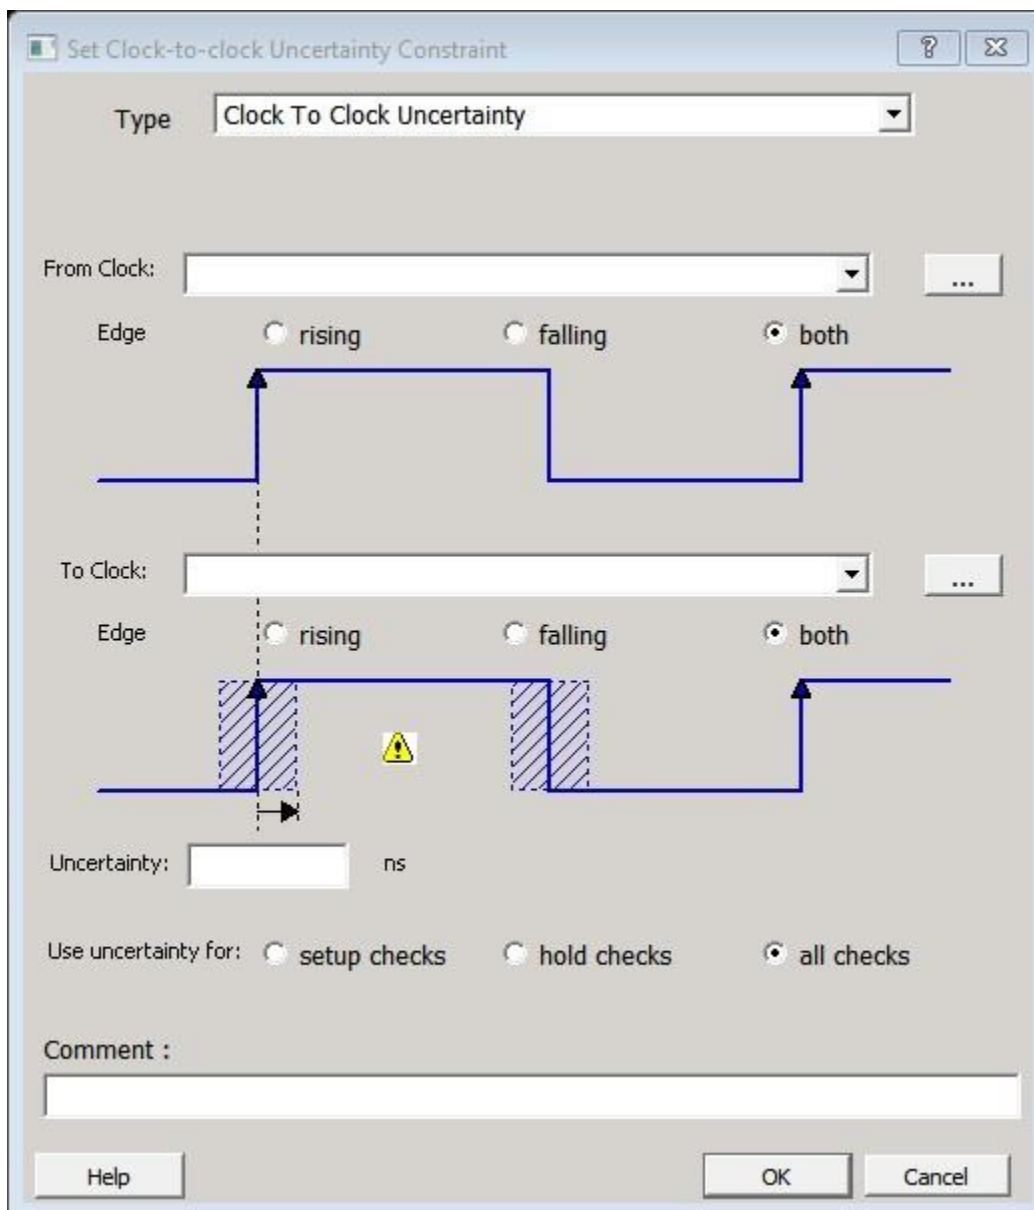 Set Clock-to-clock Uncertainty Constraint
Type Clock To Clock Uncertainty
From Clock: ...
Edge rising falling both
To Clock: ...
Edge rising falling both
Uncertainty: ns
Use uncertainty for: setup checks hold checks all checks
Comment :
Help OK Cancel